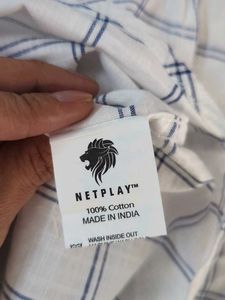 NETPLAY™
100% Cotton
MADE IN INDIA
WASH INSIDE OUT